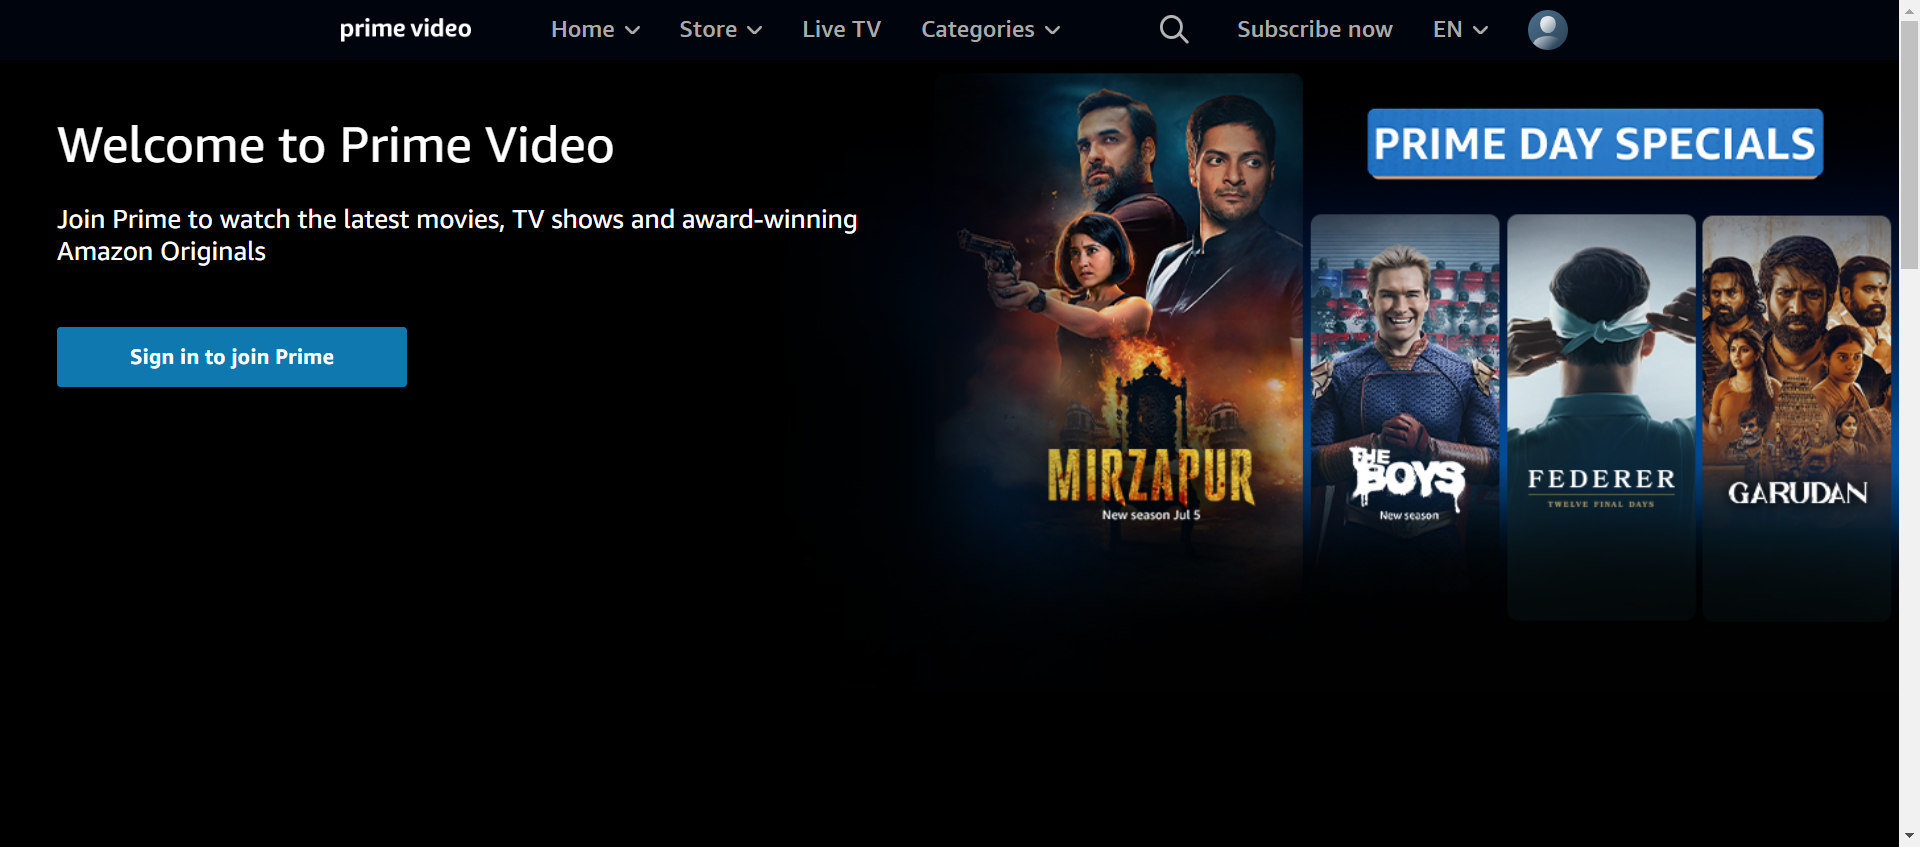 prime video
Home
Store
Live TV
Categories
Subscribe now
EN
Welcome to Prime Video
Join Prime to watch the latest movies, TV shows and award-winning
Amazon Originals
Sign in to join Prime
MIRZAPUR
New season Jul 5
PRIME DAY SPECIALS
THE
BOYS
New season
FEDERER
TWELVE FINAL DAYS
GARUDAN